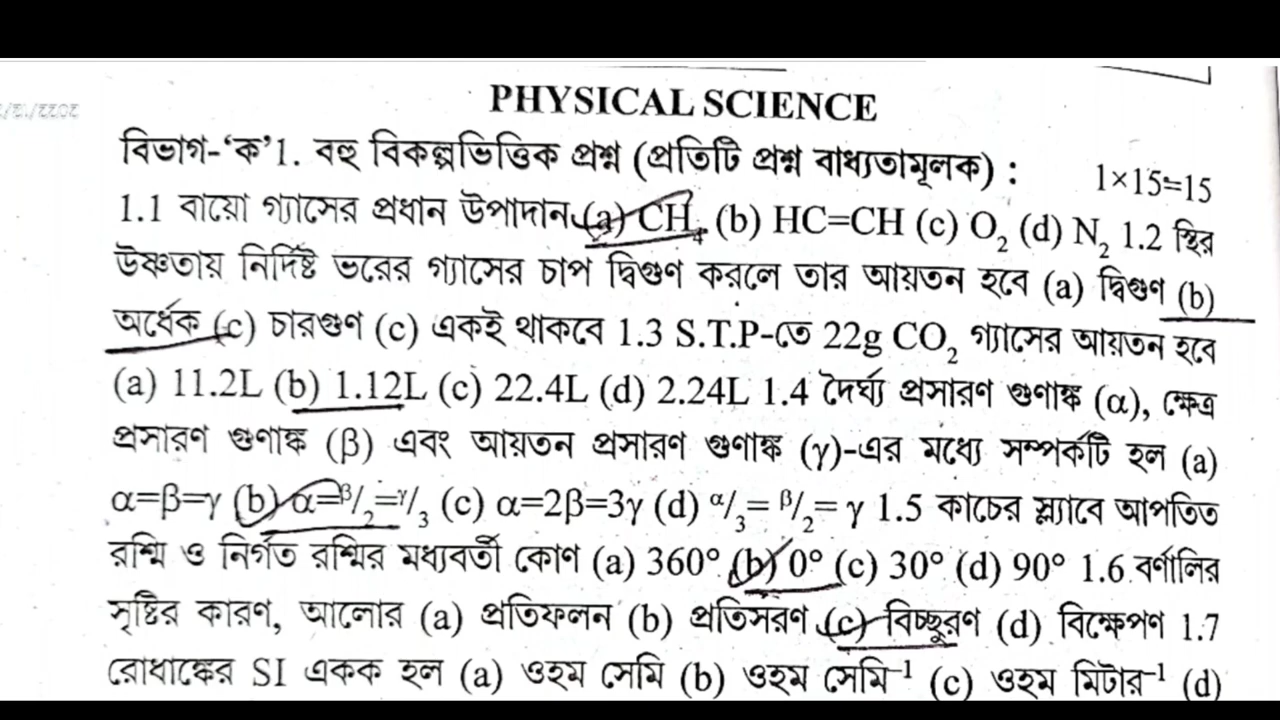 PHYSICAL SCIENCE
বিভাগ-‘ক’1. বহু বিকল্পভিত্তিক প্রশ্ন (প্রতিটি প্রশ্ন বাধ্যতামূলক) : 1×15=15
1.1 বায়ো গ্যাসের প্রধান উপাদান (a) CH₄ (b) HC=CH (c) O₂ (d) N₂ 1.2 স্থির
উষ্ণতায় নির্দিষ্ট ভরের গ্যাসের চাপ দ্বিগুণ করলে তার আয়তন হবে (a) দ্বিগুণ (b)
অর্ধেক (c) চারগুণ (c) একই থাকবে 1.3 S.T.P-তে 22g CO₂ গ্যাসের আয়তন হবে
(a) 11.2L (b) 1.12L (c) 22.4L (d) 2.24L 1.4 দৈর্ঘ্য প্রসারণ গুণাঙ্ক (α), ক্ষেত্র
প্রসারণ গুণাঙ্ক (β) এবং আয়তন প্রসারণ গুণাঙ্ক (γ)-এর মধ্যে সম্পর্কটি হল (a)
α=β=γ (b) α=β/2=γ/3 (c) α=2β=3γ (d) α/3= β/2= γ 1.5 কাচের স্ল্যাবে আপতিত
রশ্মি ও নির্গত রশ্মির মধ্যবর্তী কোণ (a) 360° (b) 0° (c) 30° (d) 90° 1.6 বর্ণালির
সৃষ্টির কারণ, আলোর (a) প্রতিফলন (b) প্রতিসরণ (c) বিচ্ছুরণ (d) বিক্ষেপণ 1.7
রোধাঙ্কের SI একক হল (a) ওহম সেমি (b) ওহম সেমি⁻¹ (c) ওহম মিটার⁻¹ (d)